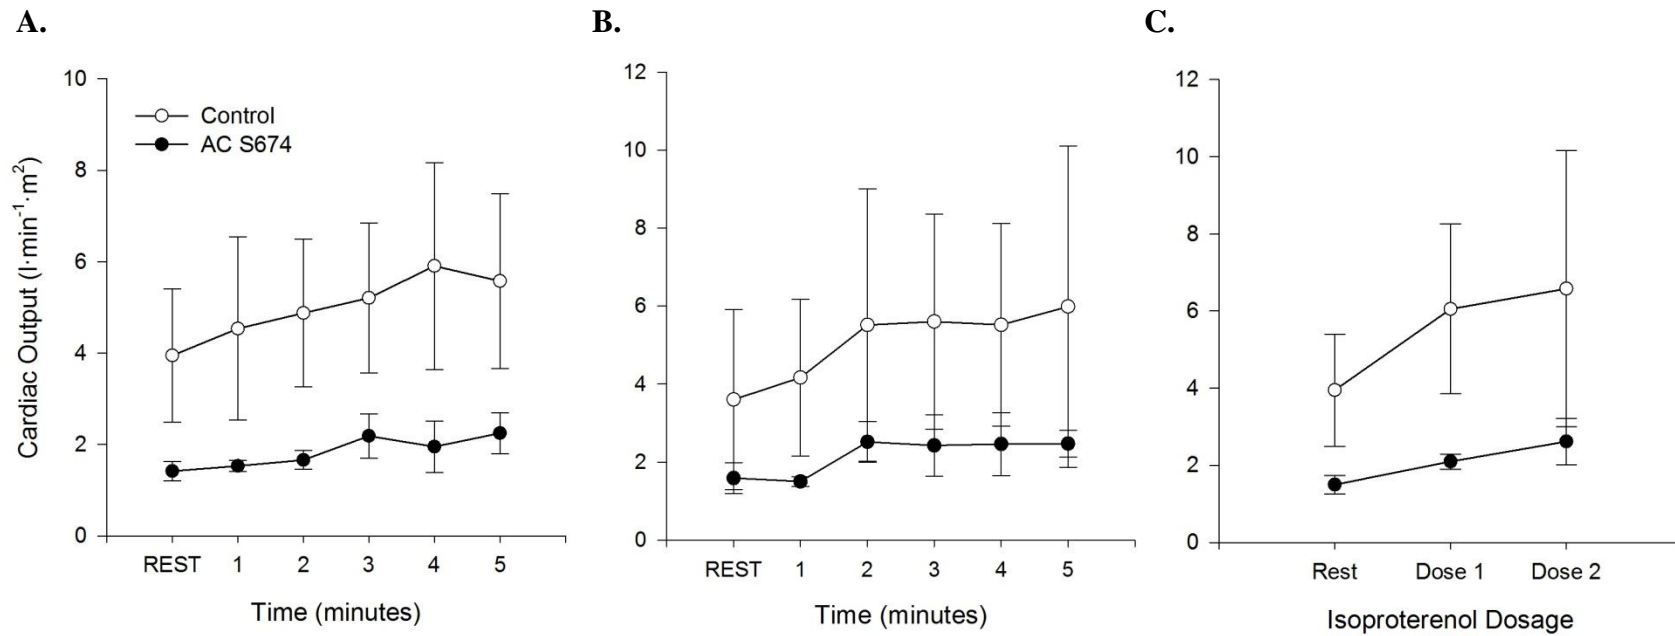 A.
B.
C.
Cardiac Output (l·min⁻¹·m²)
10
8
6
4
2
0
Control
AC S674
REST 1 2 3 4 5
Time (minutes)
12
10
8
6
4
2
0
REST 1 2 3 4 5
Time (minutes)
12
10
8
6
4
2
0
Rest Dose 1 Dose 2
Isoproterenol Dosage